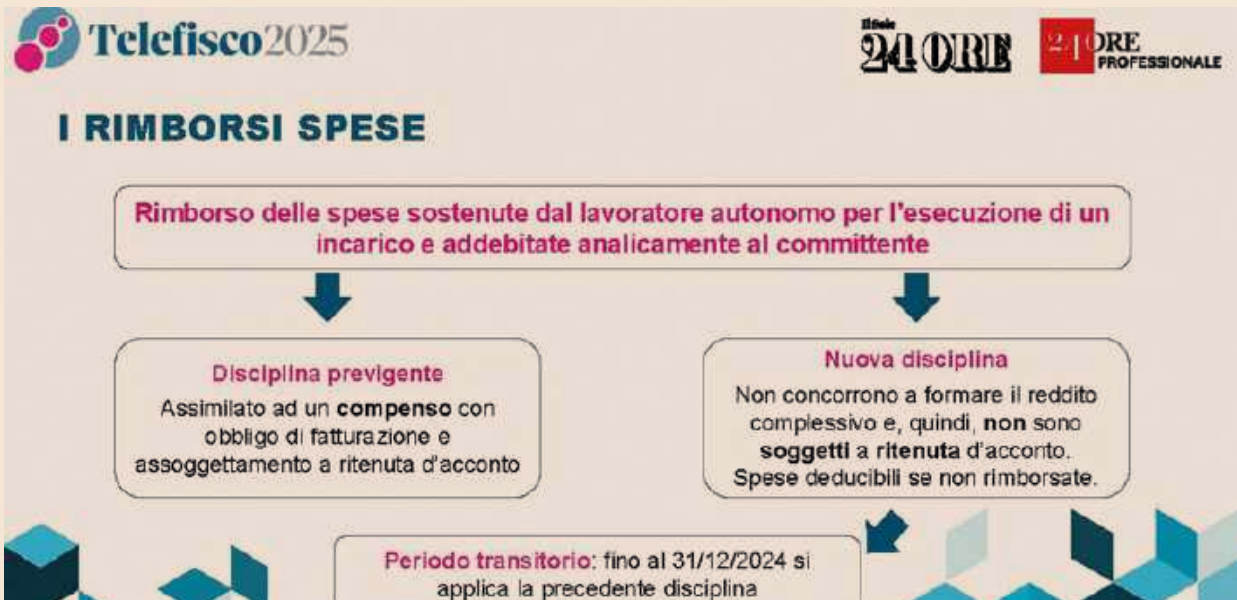 Telefisco2025
Il Sole
24 ORE
24 ORE
PROFESSIONALE
I RIMBORSI SPESE
Rimborso delle spese sostenute dal lavoratore autonomo per l'esecuzione di un
incarico e addebitate analicamente al committente
Disciplina previgente
Assimilato ad un compenso con
obbligo di fatturazione e
assoggettamento a ritenuta d'acconto
Nuova disciplina
Non concorrono a formare il reddito
complessivo e, quindi, non sono
soggetti a ritenuta d'acconto.
Spese deducibili se non rimborsate.
Periodo transitorio: fino al 31/12/2024 si
applica la precedente disciplina